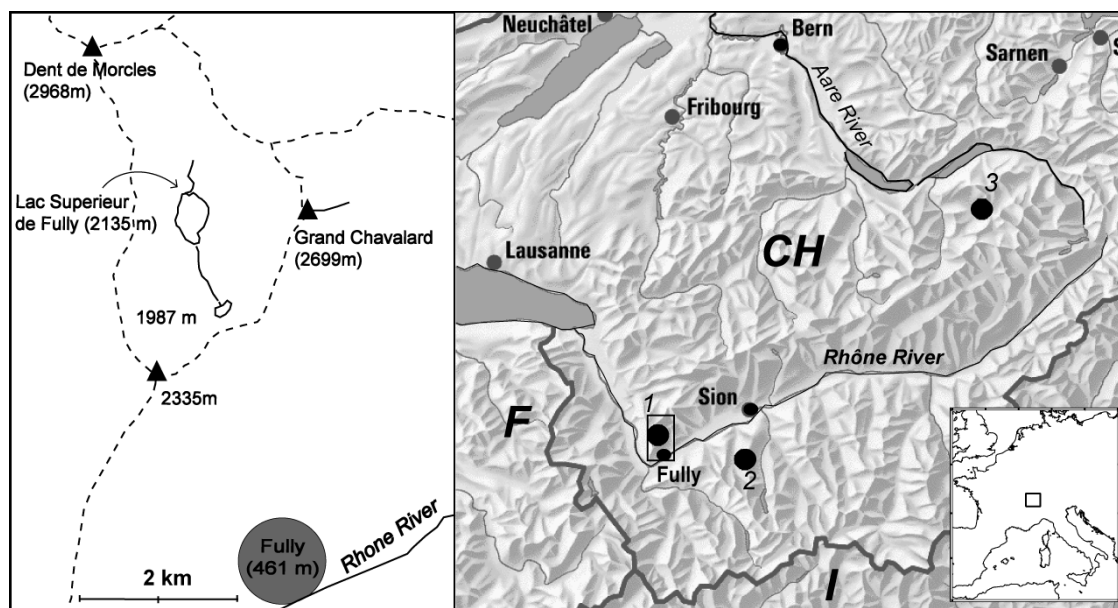 Dent de Morcles
(2968m)
Lac Superieur
de Fully (2135 m)
Grand Chavalard
(2699m)
1987 m
2335m
Fully
(461 m)
Rhone River
2 km
Neuchâtel
Bern
Sarnen
S
Aare River
Fribourg
3
Lausanne
CH
Rhône River
Sion
F
1
Fully
2
I